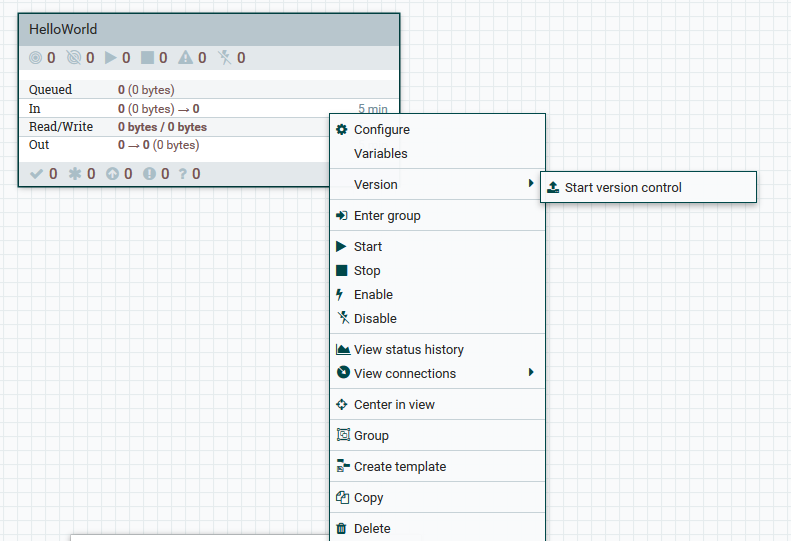 HelloWorld
0 0 0 0 0 0
Queued 0 (0 bytes)
In 0 (0 bytes) → 0 5 min
Read/Write 0 bytes / 0 bytes
Out 0 → 0 (0 bytes)
0 0 0 0 ? 0
Configure
Variables
Version
Start version control
Enter group
Start
Stop
Enable
Disable
View status history
View connections
Center in view
Group
Create template
Copy
Delete